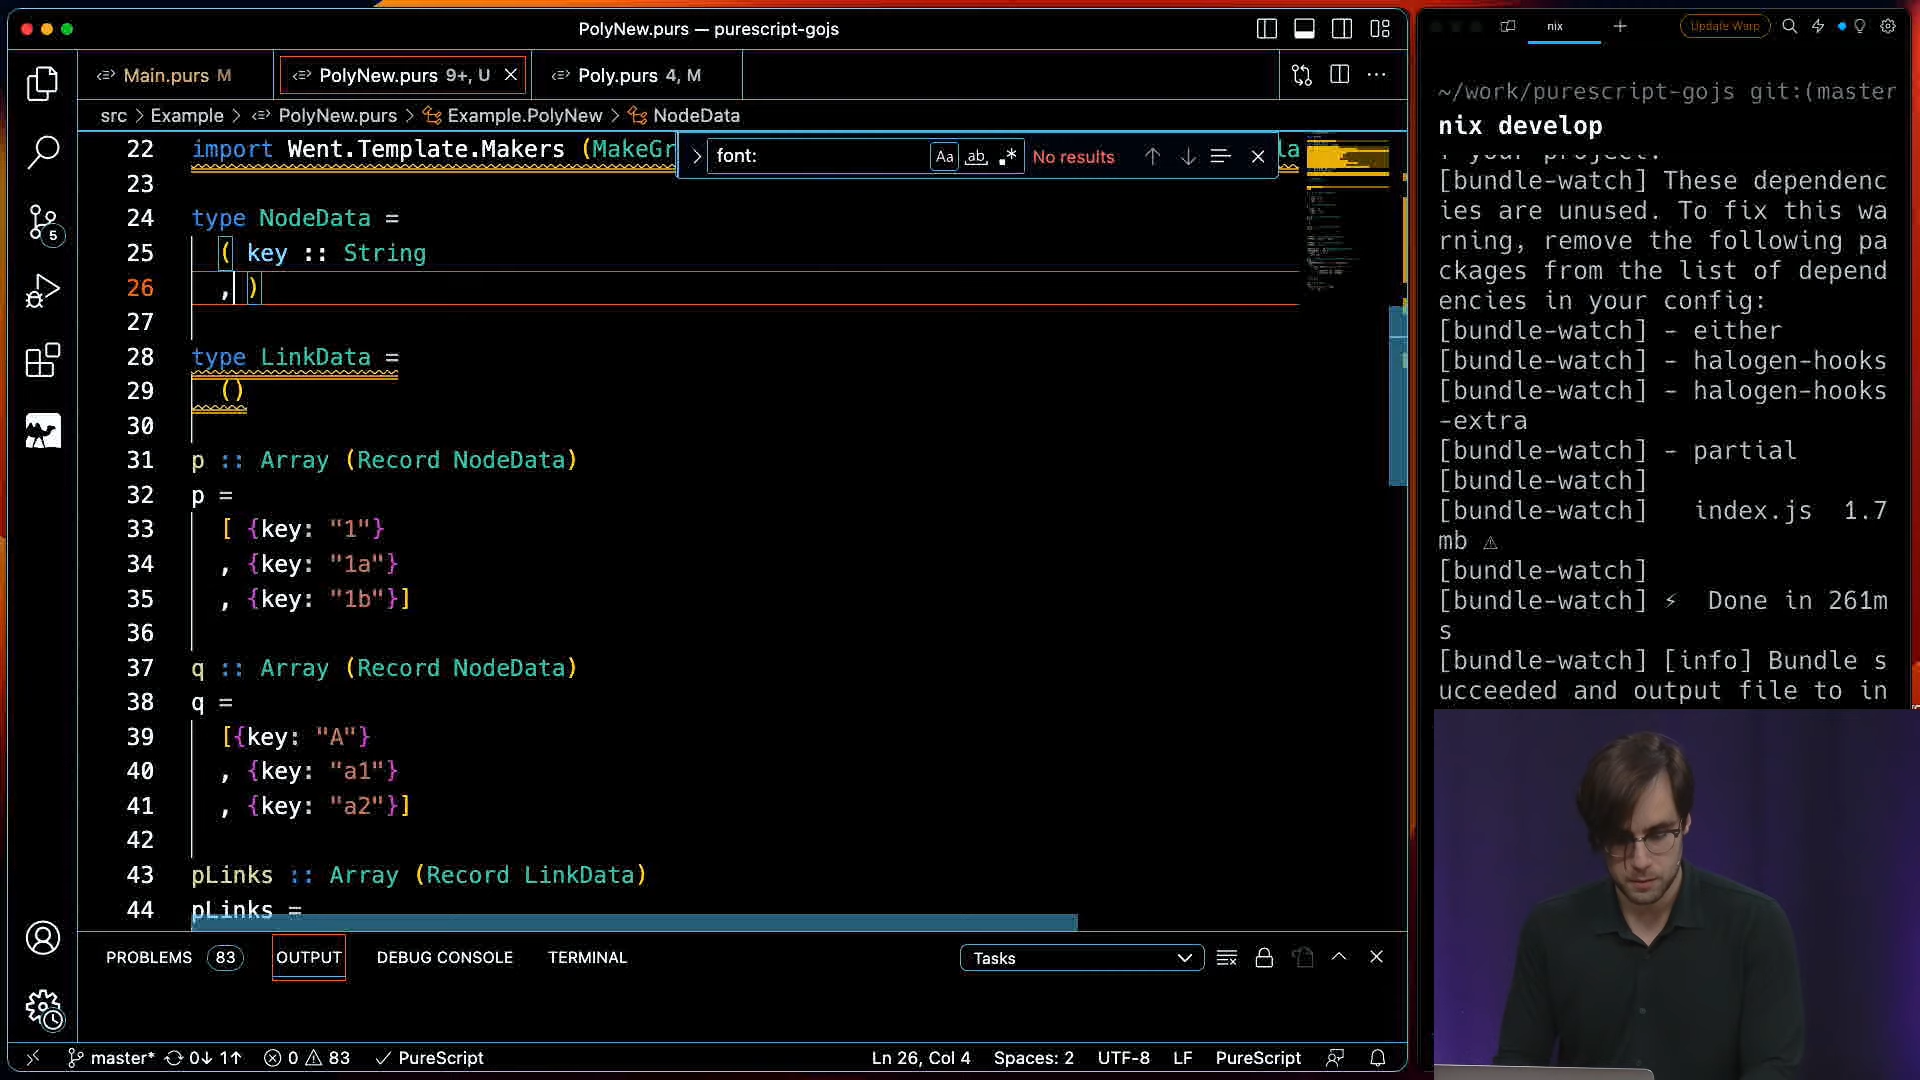 PolyNew.purs — purescript-gojs
Main.purs M
PolyNew.purs 9+, U
Poly.purs 4, M
src > Example > PolyNew.purs > Example.PolyNew > NodeData
22 import Went.Template.Makers (MakeGr
font:
Aa
ab
.*
No results
23
24 type NodeData =
25 ( key :: String
26 , )
27
28 type LinkData =
29 ()
30
31 p :: Array (Record NodeData)
32 p =
33 [ {key: "1"}
34 , {key: "1a"}
35 , {key: "1b"}]
36
37 q :: Array (Record NodeData)
38 q =
39 [{key: "A"}
40 , {key: "a1"}
41 , {key: "a2"}]
42
43 pLinks :: Array (Record LinkData)
44 pLinks =
5
PROBLEMS 83 OUTPUT DEBUG CONSOLE TERMINAL
Tasks
master* 0↓ 1↑ 0 83 PureScript
Ln 26, Col 4 Spaces: 2 UTF-8 LF PureScript
nix
Update Warp
~/work/purescript-gojs git:(master
nix develop
f your project.
[bundle-watch] These dependenc
ies are unused. To fix this wa
rning, remove the following pa
ckages from the list of depend
encies in your config:
[bundle-watch] - either
[bundle-watch] - halogen-hooks
[bundle-watch] - halogen-hooks
-extra
[bundle-watch] - partial
[bundle-watch]
[bundle-watch] index.js 1.7
mb ⚠
[bundle-watch]
[bundle-watch] ⚡ Done in 261m
s
[bundle-watch] [info] Bundle s
ucceeded and output file to in